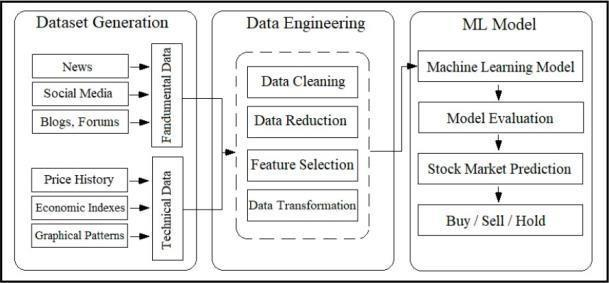 Dataset Generation
News
Social Media
Blogs, Forums
Fandumental Data
Price History
Economic Indexes
Graphical Patterns
Technical Data
Data Engineering
Data Cleaning
Data Reduction
Feature Selection
Data Transformation
ML Model
Machine Learning Model
Model Evaluation
Stock Market Prediction
Buy / Sell / Hold